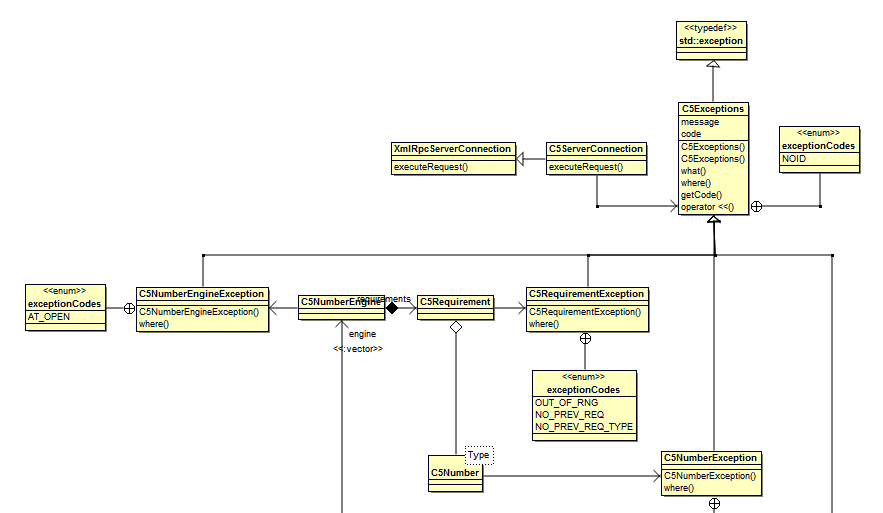 <<typedef>>
std::exception
C5Exceptions
message
code
C5Exceptions()
C5Exceptions()
what()
where()
getCode()
operator <<()
<<enum>>
exceptionCodes
NOID
XmlRpcServerConnection
executeRequest()
C5ServerConnection
executeRequest()
<<enum>>
exceptionCodes
AT_OPEN
C5NumberEngineException
C5NumberEngineException()
where()
C5NumberEngine
requirements
C5Requirement
C5RequirementException
C5RequirementException()
where()
engine
<<:vector>>
<<enum>>
exceptionCodes
OUT_OF_RNG
NO_PREV_REQ
NO_PREV_REQ_TYPE
Type
C5Number
C5NumberException
C5NumberException()
where()